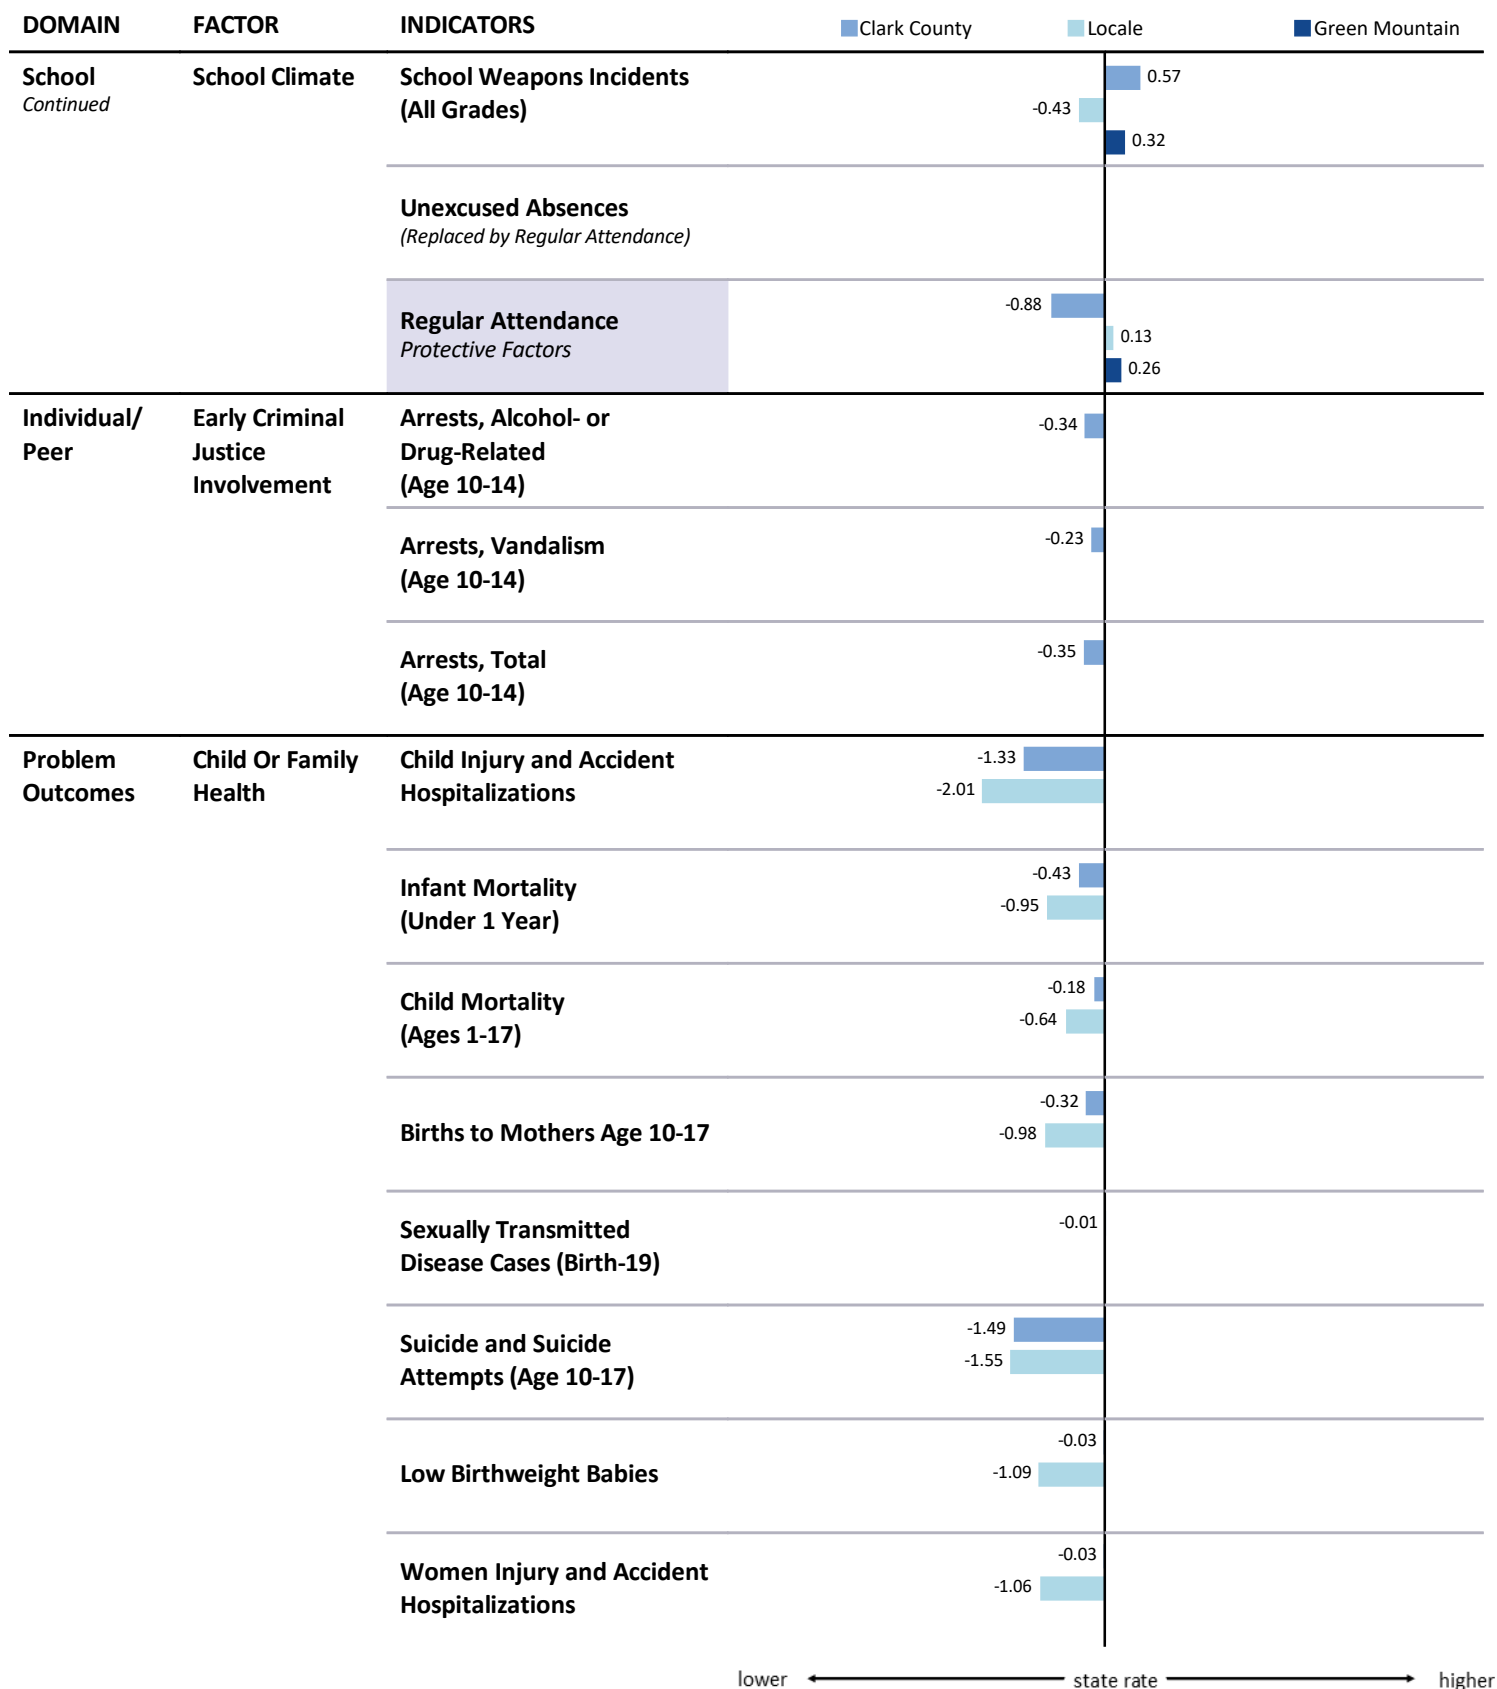 DOMAIN FACTOR INDICATORS Clark County Locale Green Mountain
School School Climate School Weapons Incidents 0.57
Continued
(All Grades) -0.43
0.32
Unexcused Absences
(Replaced by Regular Attendance)
-0.88
Regular Attendance 0.13
Protective Factors
0.26
Individual/ Early Criminal Arrests, Alcohol- or -0.34
Peer Justice Drug-Related
Involvement (Age 10-14)
Arrests, Vandalism -0.23
(Age 10-14)
Arrests, Total -0.35
(Age 10-14)
Problem Child Or Family Child Injury and Accident -1.33
Outcomes Health Hospitalizations -2.01
Infant Mortality -0.43
(Under 1 Year) -0.95
Child Mortality -0.18
(Ages 1-17) -0.64
-0.32
Births to Mothers Age 10-17 -0.98
Sexually Transmitted -0.01
Disease Cases (Birth-19)
Suicide and Suicide -1.49
Attempts (Age 10-17) -1.55
-0.03
Low Birthweight Babies -1.09
Women Injury and Accident -0.03
Hospitalizations -1.06
lower state rate higher